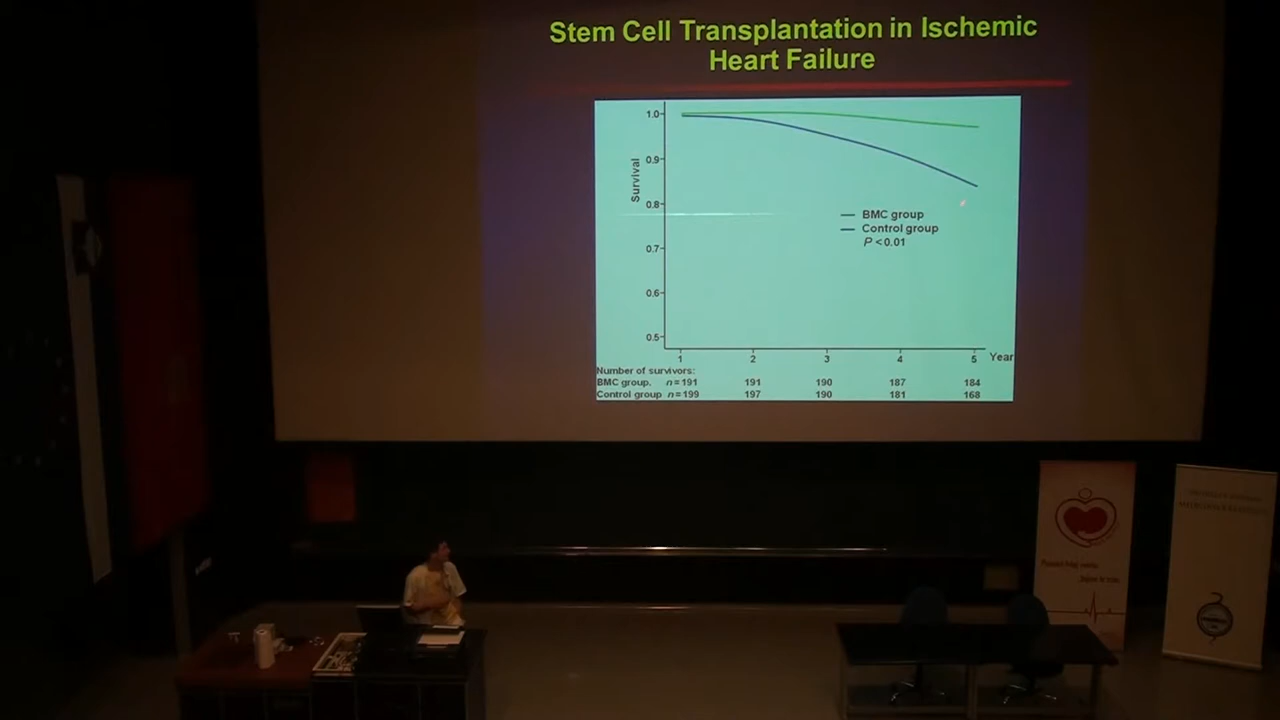 Stem Cell Transplantation in Ischemic
Heart Failure
1.0
0.9
0.8
0.7
0.6
0.5
Survival
BMC group
Control group
P < 0.01
1 2 3 4 5 Year
Number of survivors:
BMC group. n = 191 191 190 187 184
Control group n = 199 197 190 181 168